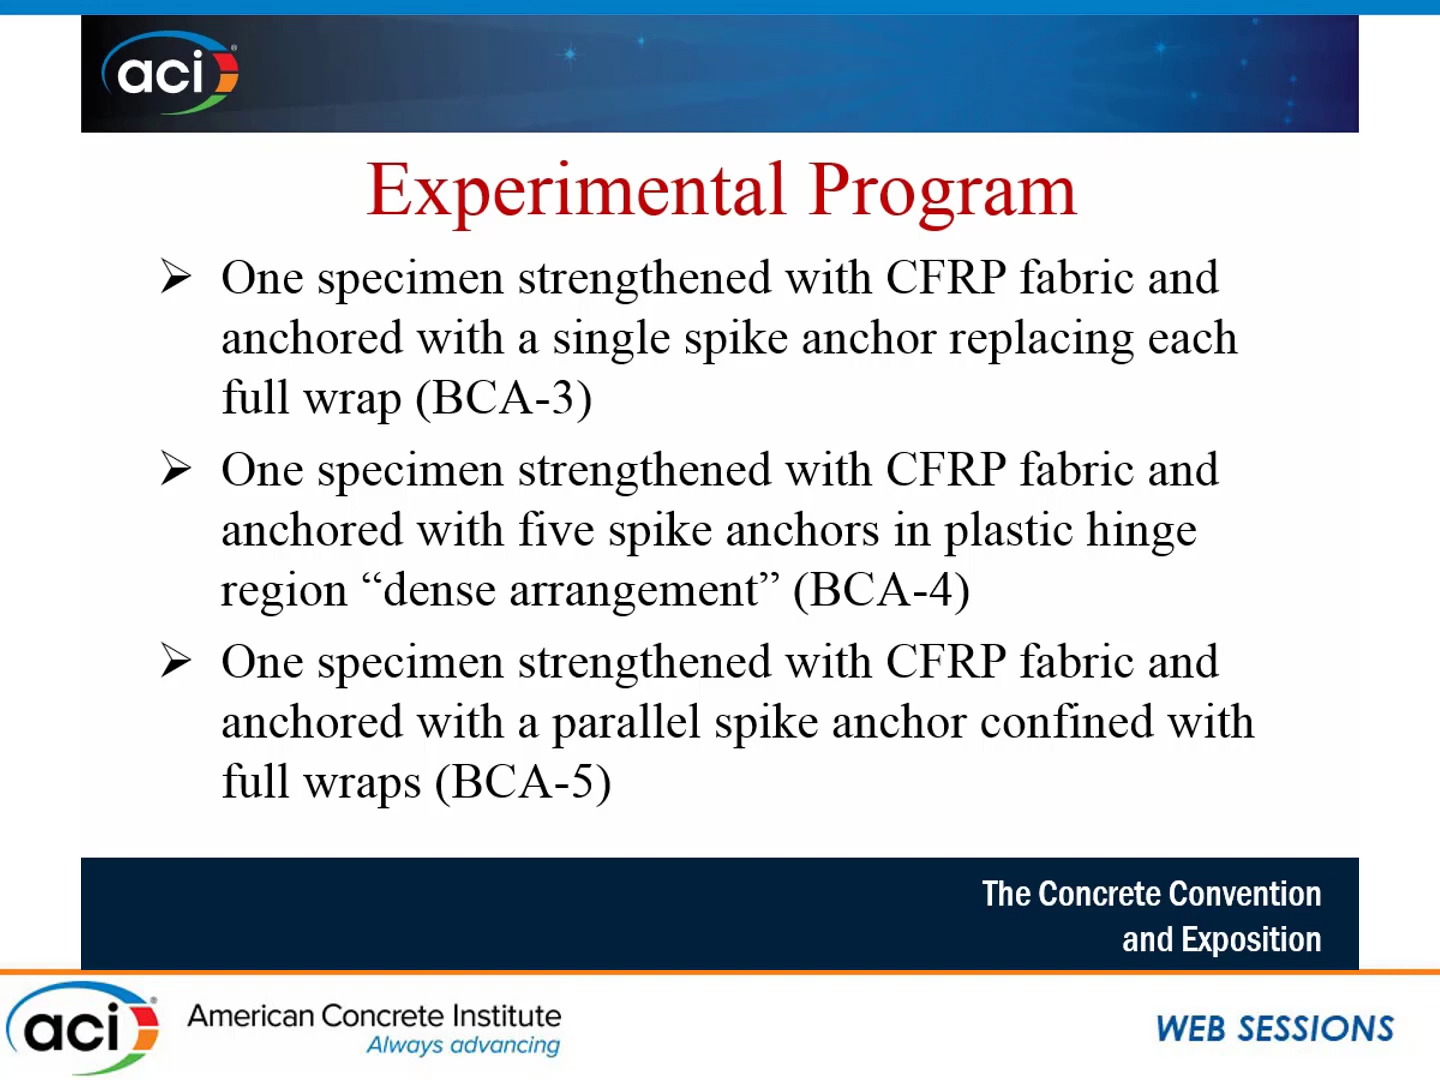 aci
Experimental Program
➢ One specimen strengthened with CFRP fabric and
anchored with a single spike anchor replacing each
full wrap (BCA-3)
➢ One specimen strengthened with CFRP fabric and
anchored with five spike anchors in plastic hinge
region “dense arrangement” (BCA-4)
➢ One specimen strengthened with CFRP fabric and
anchored with a parallel spike anchor confined with
full wraps (BCA-5)
The Concrete Convention
and Exposition
aci
American Concrete Institute
Always advancing
WEB SESSIONS